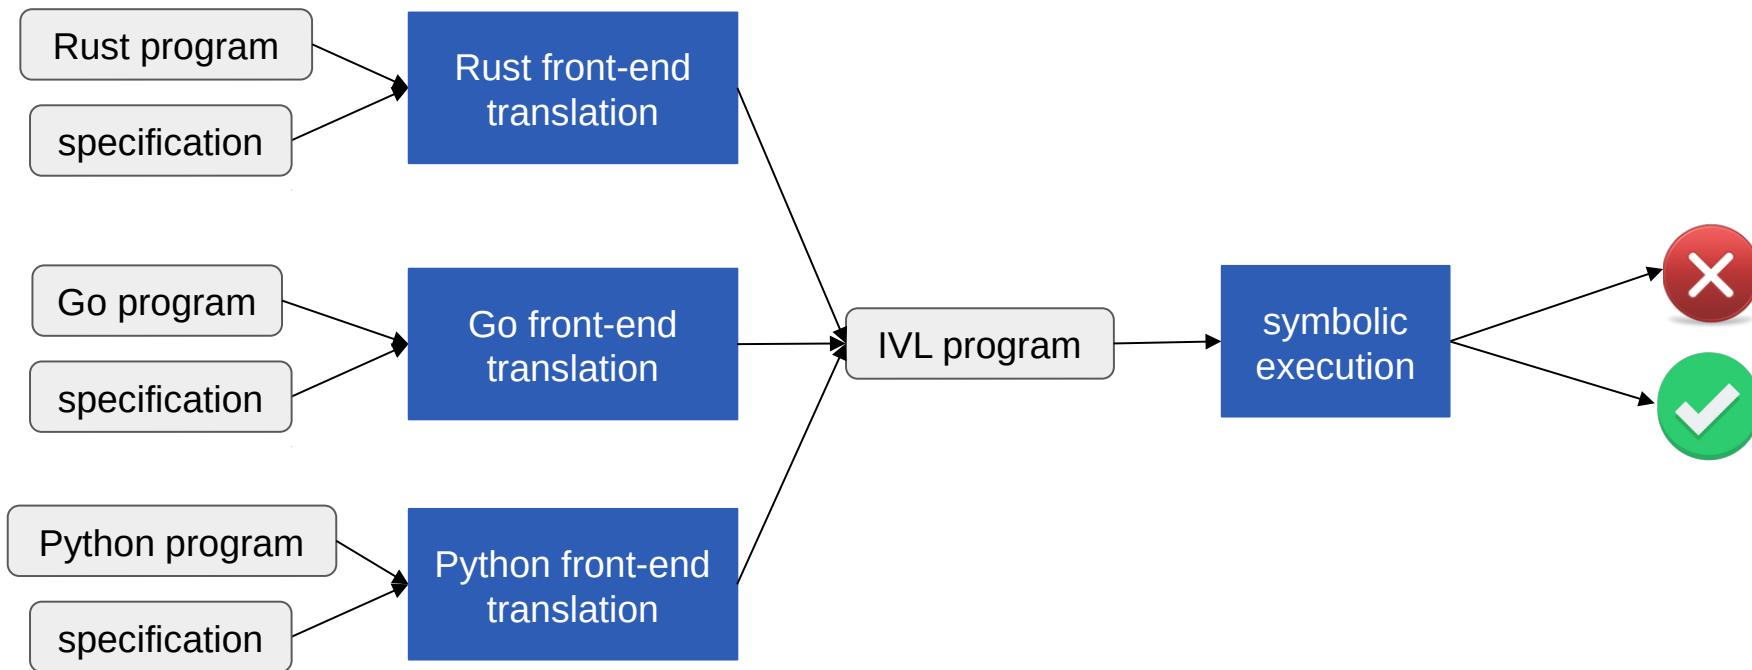 Rust program
specification
Rust front-end
translation
Go program
specification
Go front-end
translation
IVL program
symbolic
execution
Python program
specification
Python front-end
translation